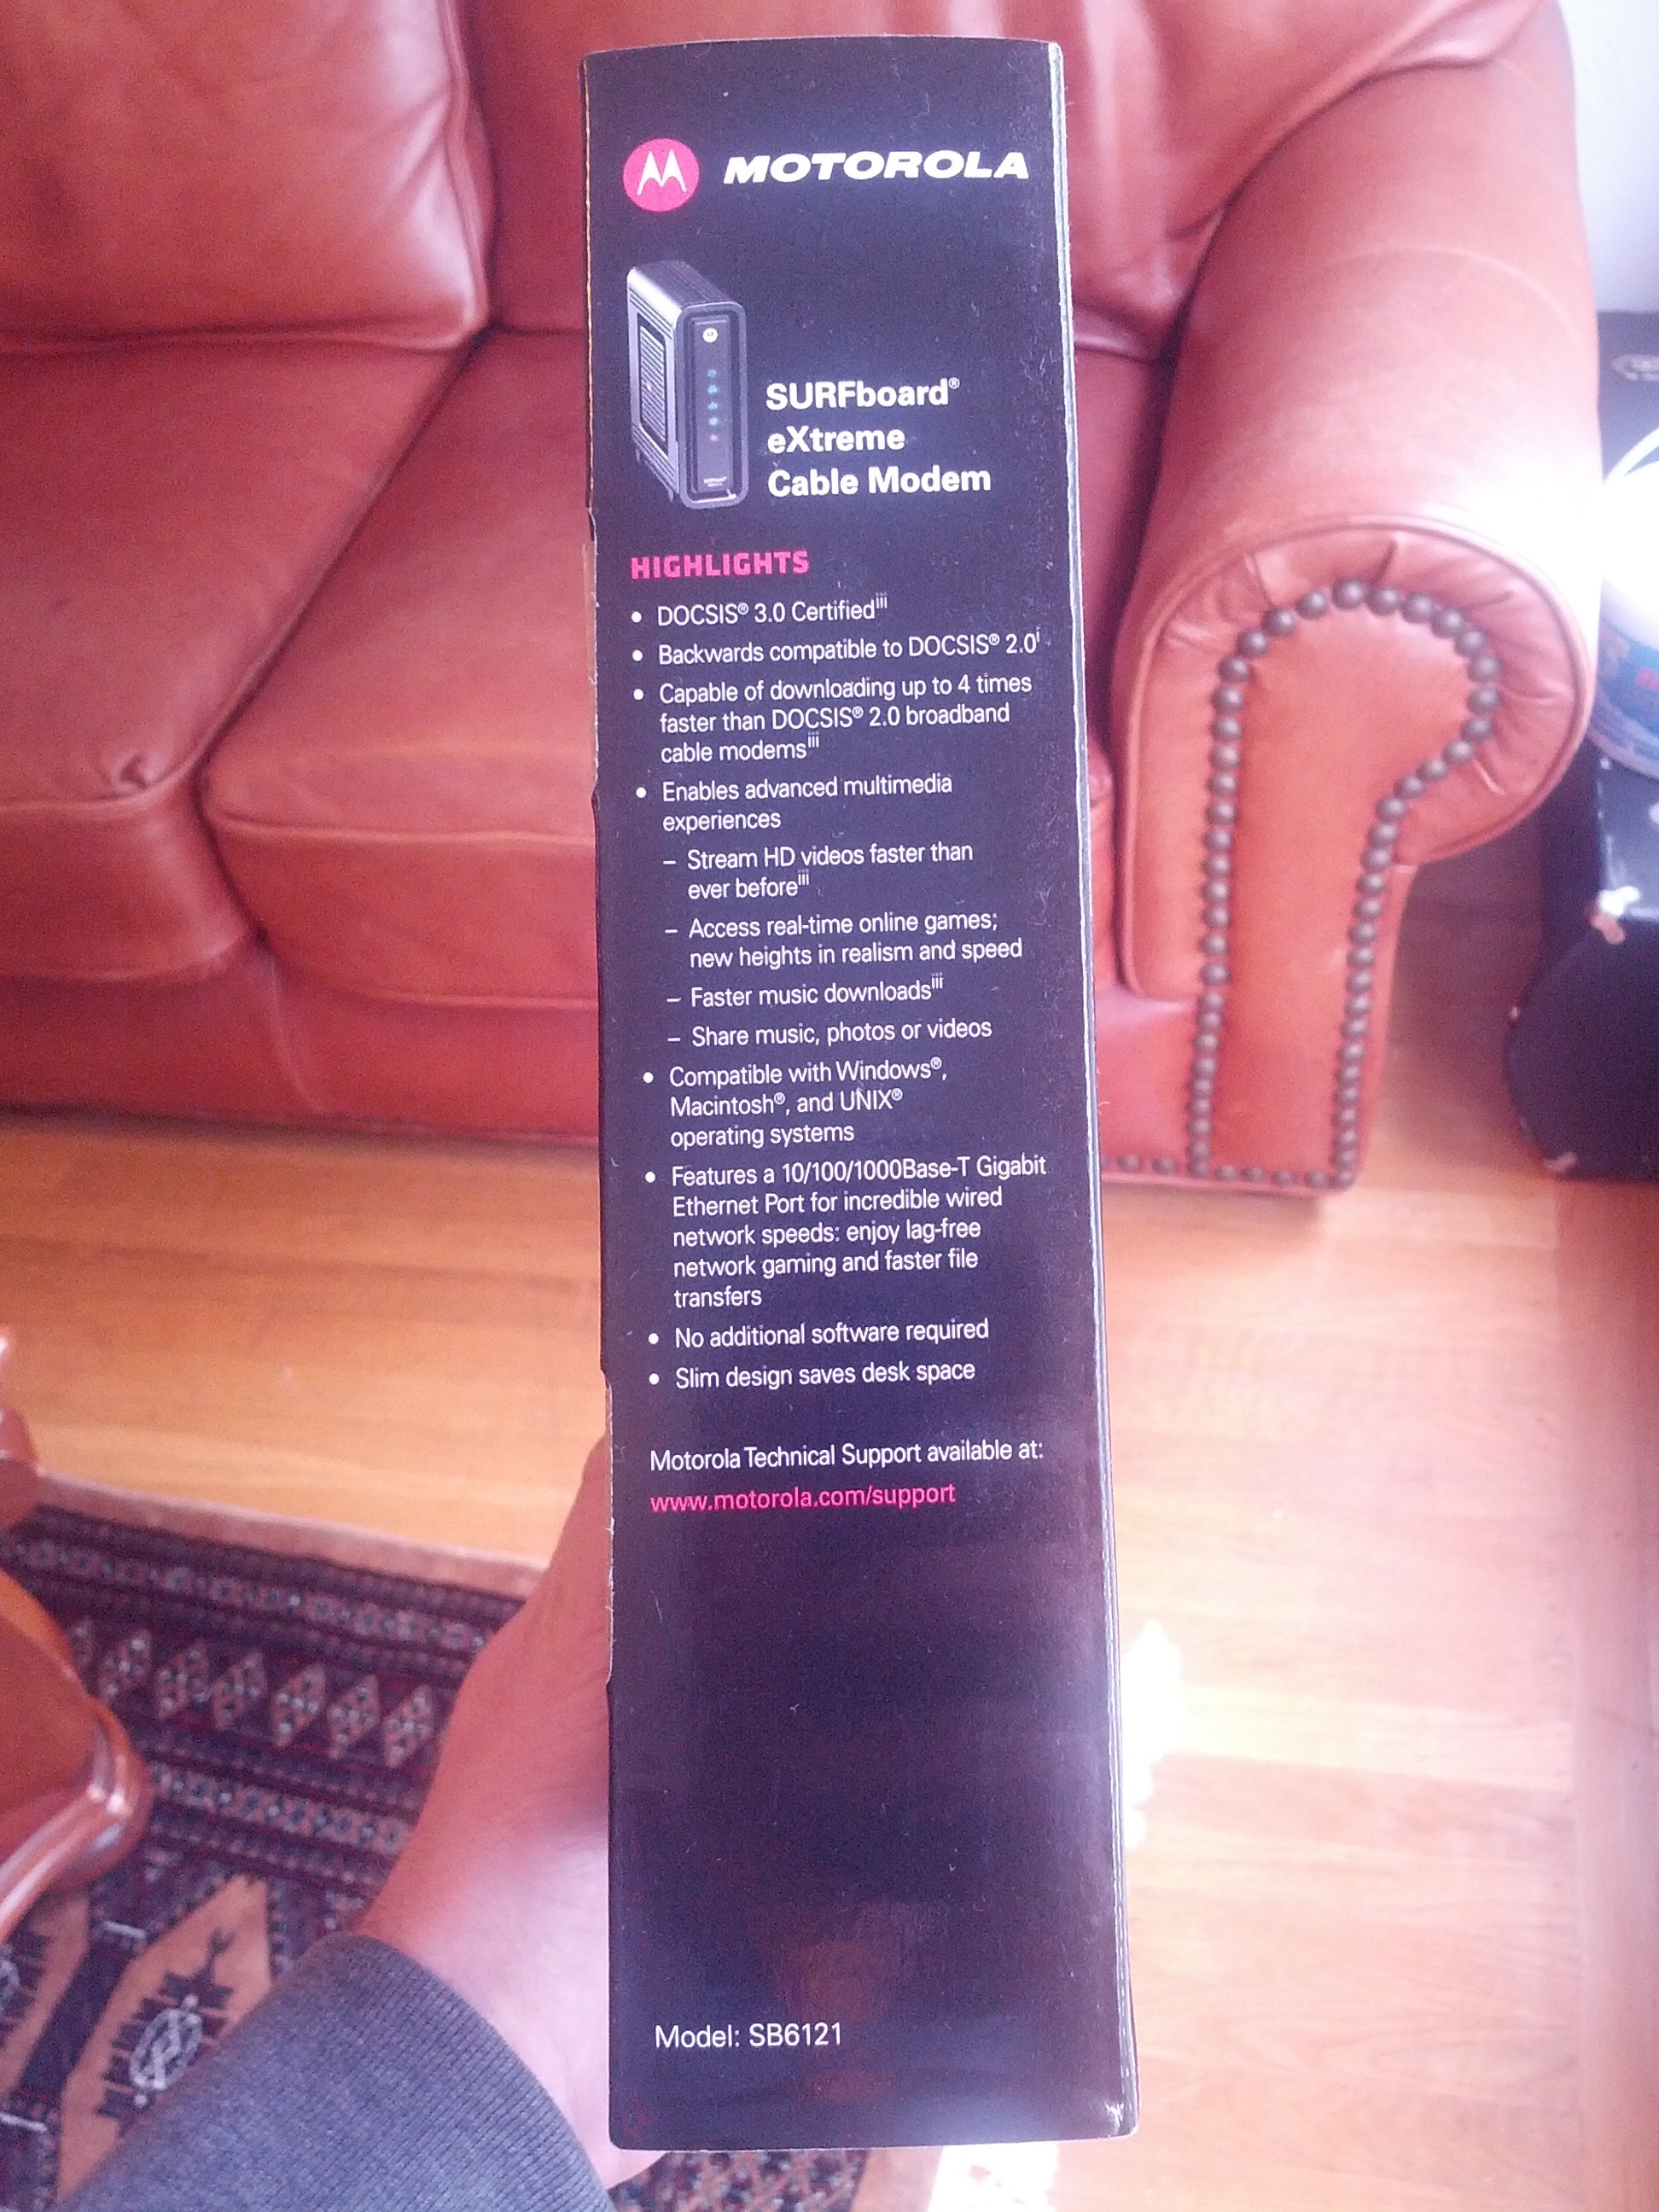 MOTOROLA
SURFboard®
eXtreme
Cable Modem
HIGHLIGHTS
• DOCSIS® 3.0 Certifiediii
• Backwards compatible to DOCSIS® 2.0i
• Capable of downloading up to 4 times
faster than DOCSIS® 2.0 broadband
cable modemsiii
• Enables advanced multimedia
experiences
– Stream HD videos faster than
ever beforeiii
– Access real-time online games;
new heights in realism and speed
– Faster music downloadsiii
– Share music, photos or videos
• Compatible with Windows®,
Macintosh®, and UNIX®
operating systems
• Features a 10/100/1000Base-T Gigabit
Ethernet Port for incredible wired
network speeds: enjoy lag-free
network gaming and faster file
transfers
• No additional software required
• Slim design saves desk space
Motorola Technical Support available at:
www.motorola.com/support
Model: SB6121